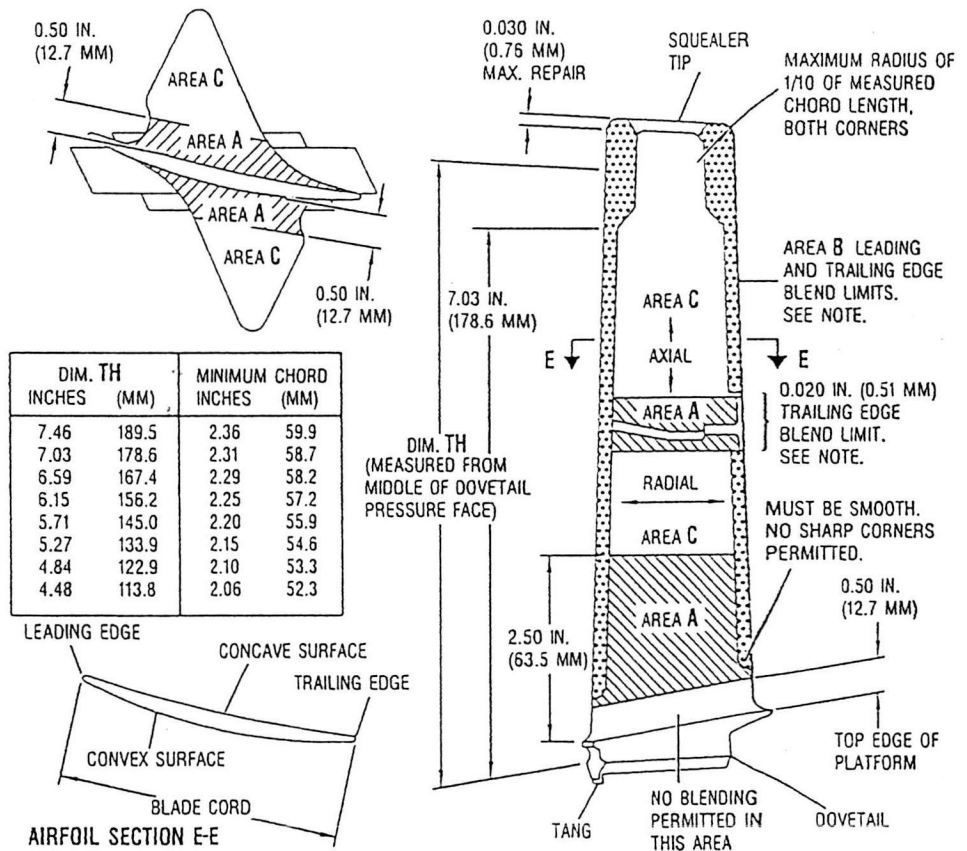 0.50 IN.
(12.7 MM)
AREA C
AREA A
AREA A
AREA C
0.50 IN.
(12.7 MM)
0.030 IN.
(0.76 MM)
MAX. REPAIR
SQUEALER
TIP
MAXIMUM RADIUS OF
1/10 OF MEASURED
CHORD LENGTH,
BOTH CORNERS
7.03 IN.
(178.6 MM)
AREA B LEADING
AND TRAILING EDGE
BLEND LIMITS.
SEE NOTE.
AREA C
AXIAL
E
E
AREA A
0.020 IN. (0.51 MM)
TRAILING EDGE
BLEND LIMIT.
SEE NOTE.
DIM. TH
(MEASURED FROM
MIDDLE OF DOVETAIL
PRESSURE FACE)
RADIAL
AREA C
MUST BE SMOOTH.
NO SHARP CORNERS
PERMITTED.
0.50 IN.
(12.7 MM)
AREA A
2.50 IN.
(63.5 MM)
TOP EDGE OF
PLATFORM
TANG
NO BLENDING
PERMITTED IN
THIS AREA
DOVETAIL
DIM. TH MINIMUM CHORD
INCHES (MM) INCHES (MM)
7.46 189.5 2.36 59.9
7.03 178.6 2.31 58.7
6.59 167.4 2.29 58.2
6.15 156.2 2.25 57.2
5.71 145.0 2.20 55.9
5.27 133.9 2.15 54.6
4.84 122.9 2.10 53.3
4.48 113.8 2.06 52.3
LEADING EDGE
CONCAVE SURFACE
TRAILING EDGE
CONVEX SURFACE
BLADE CORD
AIRFOIL SECTION E-E